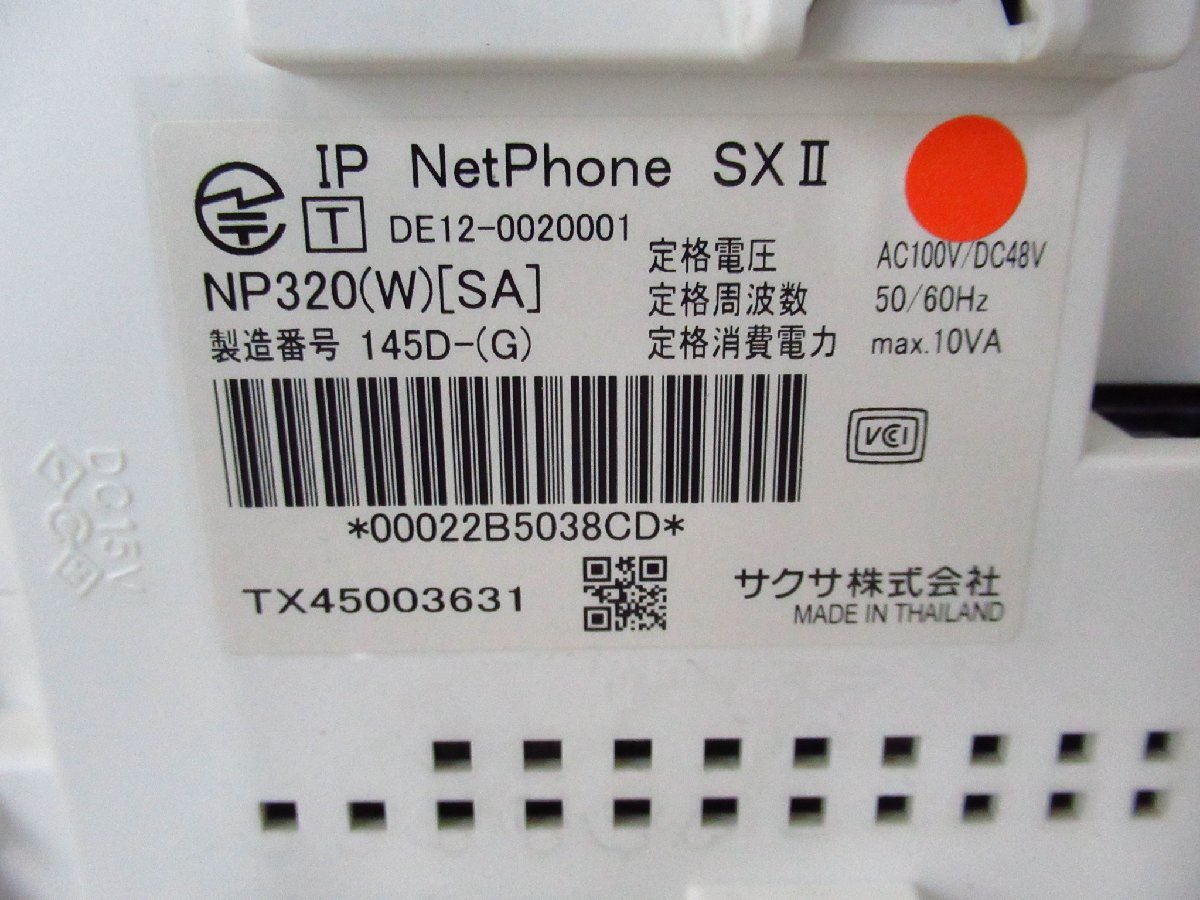 IP NetPhone SXⅡ
T DE12-0020001
NP320(W)[SA]
製造番号 145D-(G)
定格電圧 AC100V/DC48V
定格周波数 50/60Hz
定格消費電力 max.10VA
VCCI
*00022B5038CD*
TX45003631
サクサ株式会社
MADE IN THAILAND
DC15V